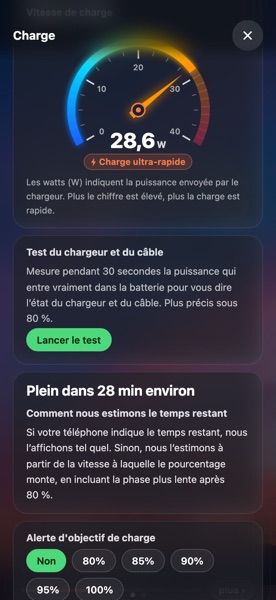 Vitesse de charge
Charge
20
10
30
0
40
28,6 W
Charge ultra-rapide
Les watts (W) indiquent la puissance envoyée par le
chargeur. Plus le chiffre est élevé, plus la charge est
rapide.
Test du chargeur et du câble
Mesure pendant 30 secondes la puissance qui
entre vraiment dans la batterie pour vous dire
l'état du chargeur et du câble. Plus précis sous
80 %.
Lancer le test
Plein dans 28 min environ
Comment nous estimons le temps restant
Si votre téléphone indique le temps restant, nous
l'affichons tel quel. Sinon, nous l'estimons à
partir de la vitesse à laquelle le pourcentage
monte, en incluant la phase plus lente après
80 %.
Alerte d'objectif de charge
Non 80% 85% 90%
95% 100%